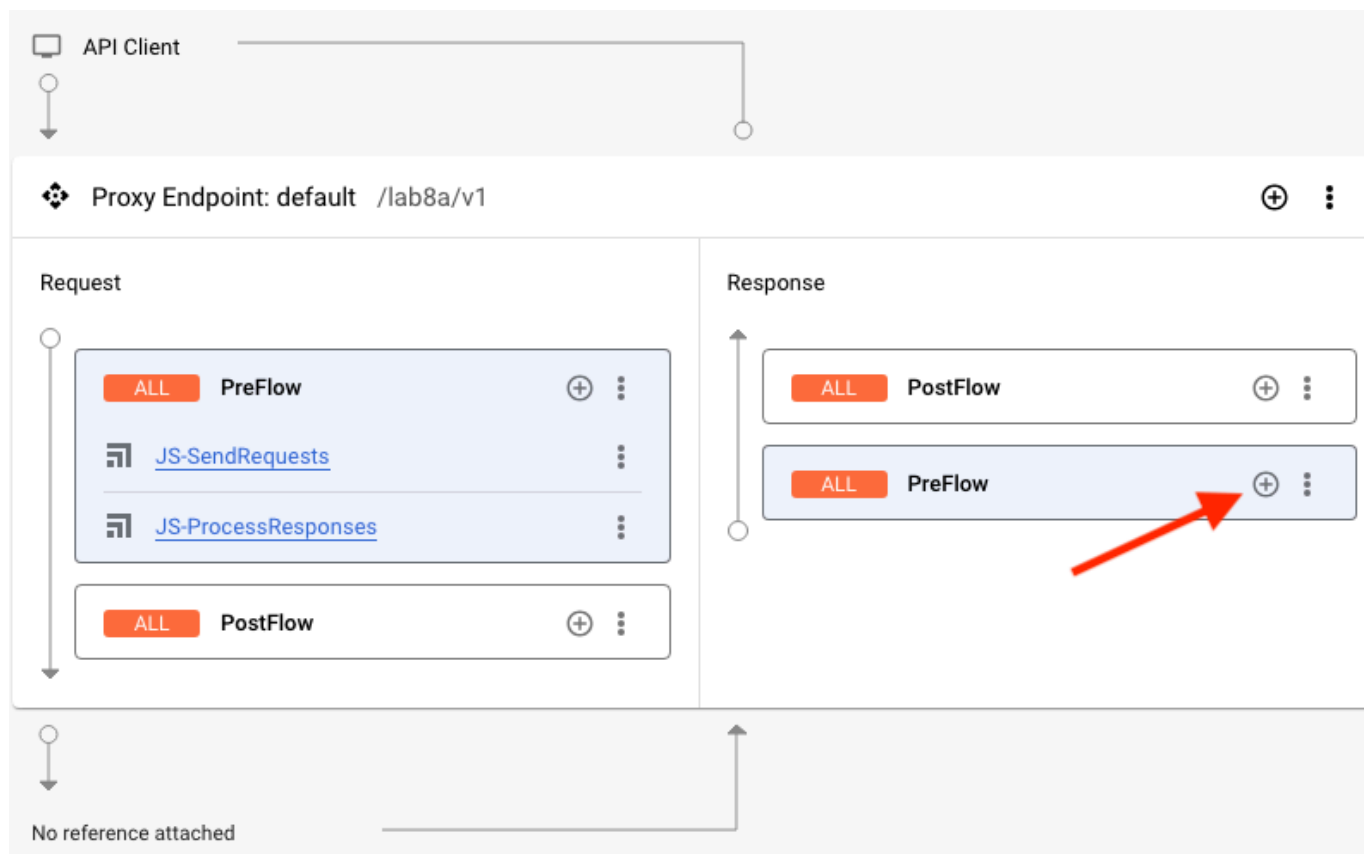 API Client
Proxy Endpoint: default /lab8a/v1
Request
ALL PreFlow
JS-SendRequests
JS-ProcessResponses
ALL PostFlow
Response
ALL PostFlow
ALL PreFlow
No reference attached